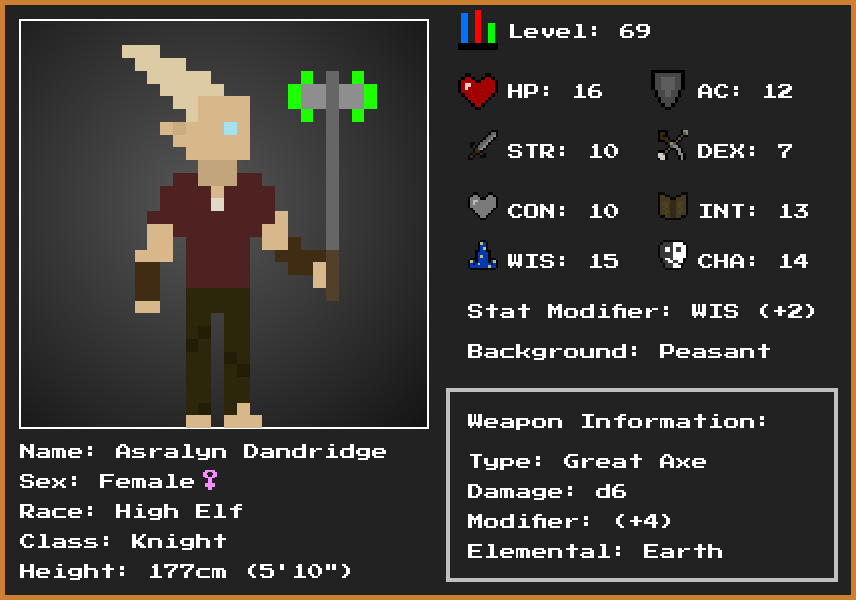 Level: 69
HP: 16
AC: 12
STR: 10
DEX: 7
CON: 10
INT: 13
WIS: 15
CHA: 14
Stat Modifier: WIS (+2)
Background: Peasant
Weapon Information:
Type: Great Axe
Damage: d6
Modifier: (+4)
Elemental: Earth
Name: Asralyn Dandridge
Sex: Female♀
Race: High Elf
Class: Knight
Height: 177cm (5'10")